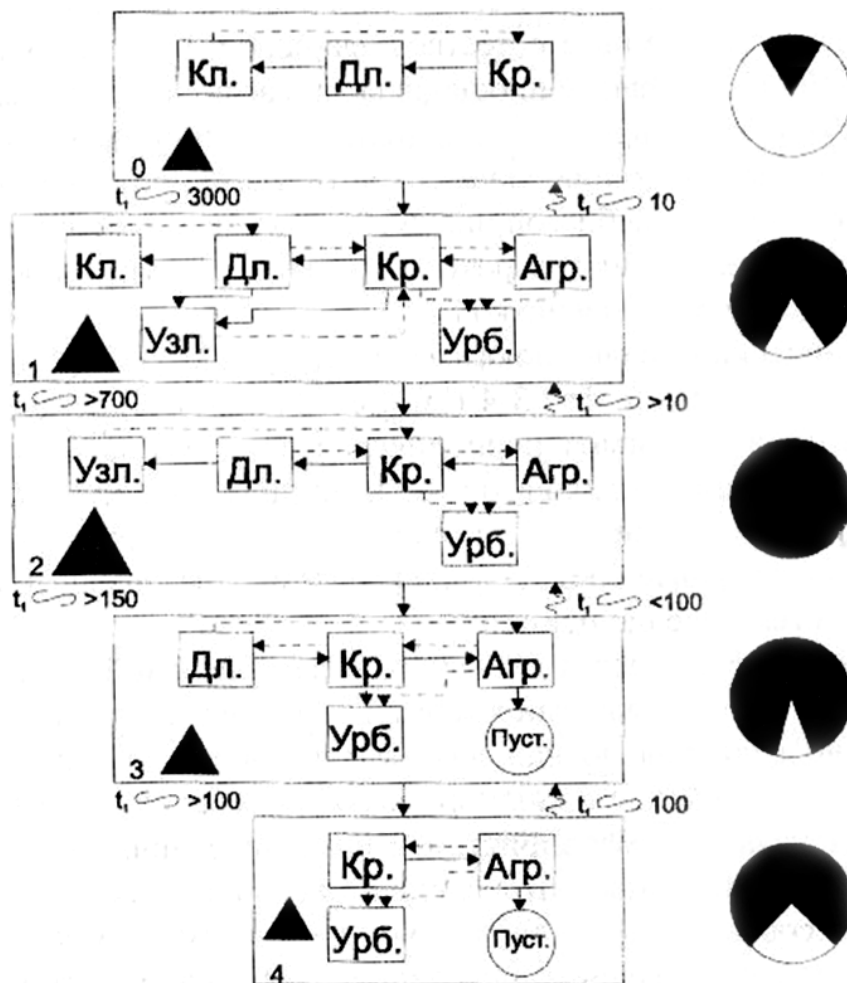 Кл. Дл. Кр.
0
t₁ ∽ 3000 t₁ ∽ 10
Кл. Дл. Кр. Агр.
Узл. Урб.
1
t₁ ∽ >700 t₁ ∽ >10
Узл. Дл. Кр. Агр.
Урб.
2
t₁ ∽ >150 t₁ ∽ <100
Дл. Кр. Агр.
Урб. Пуст.
3
t₁ ∽ >100 t₁ ∽ 100
Кр. Агр.
Урб. Пуст.
4